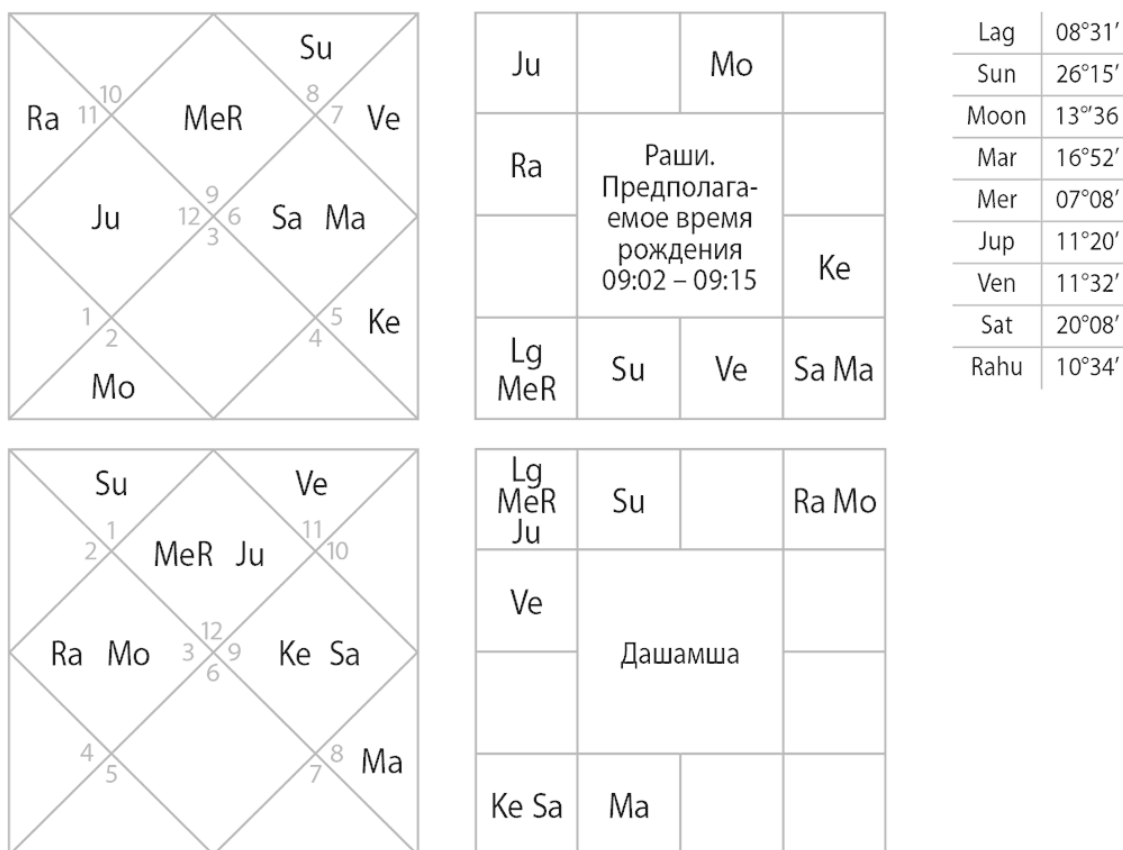 Su
10
8
Ra
11
MeR
7
Ve
9
Ju
12
6
Sa Ma
3
1
5
Ke
2
4
Mo
Ju
Mo
Ra
Раши.
Предполага-
емое время
рождения
09:02 – 09:15
Ke
Lg
MeR
Su
Ve
Sa Ma
Lag 08°31′
Sun 26°15′
Moon 13°′36
Mar 16°52′
Mer 07°08′
Jup 11°20′
Ven 11°32′
Sat 20°08′
Rahu 10°34′
Su
Ve
1
11
2
MeR Ju
10
12
Ra Mo
3
9
Ke Sa
6
4
8
Ma
5
7
Lg
MeR
Ju
Su
Ra Mo
Ve
Дашамша
Ke Sa
Ma